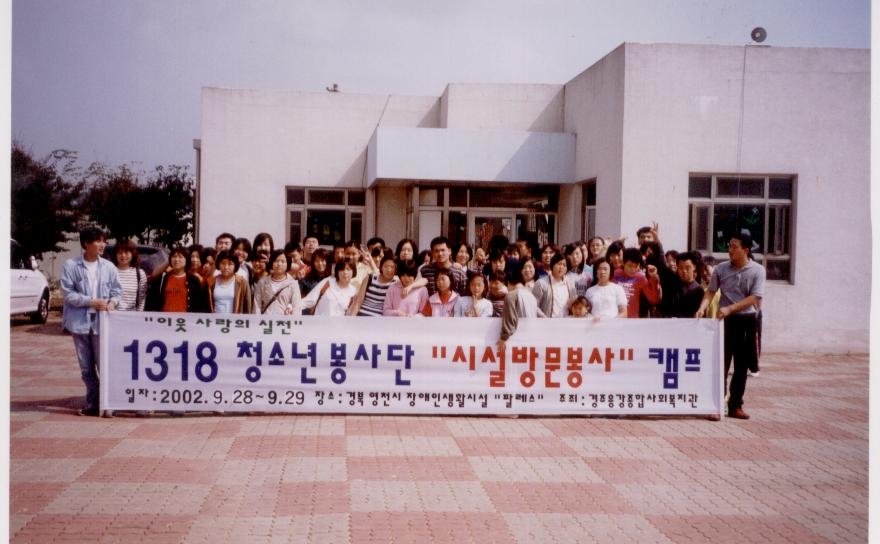 "이웃 사랑의 실천"
1318 청소년봉사단 "시설방문봉사" 캠프
일자 : 2002. 9. 28~9. 29 장소 : 경북 영천시 장애인생활시설 "팔레스" 주최 : 경주용강종합사회복지관